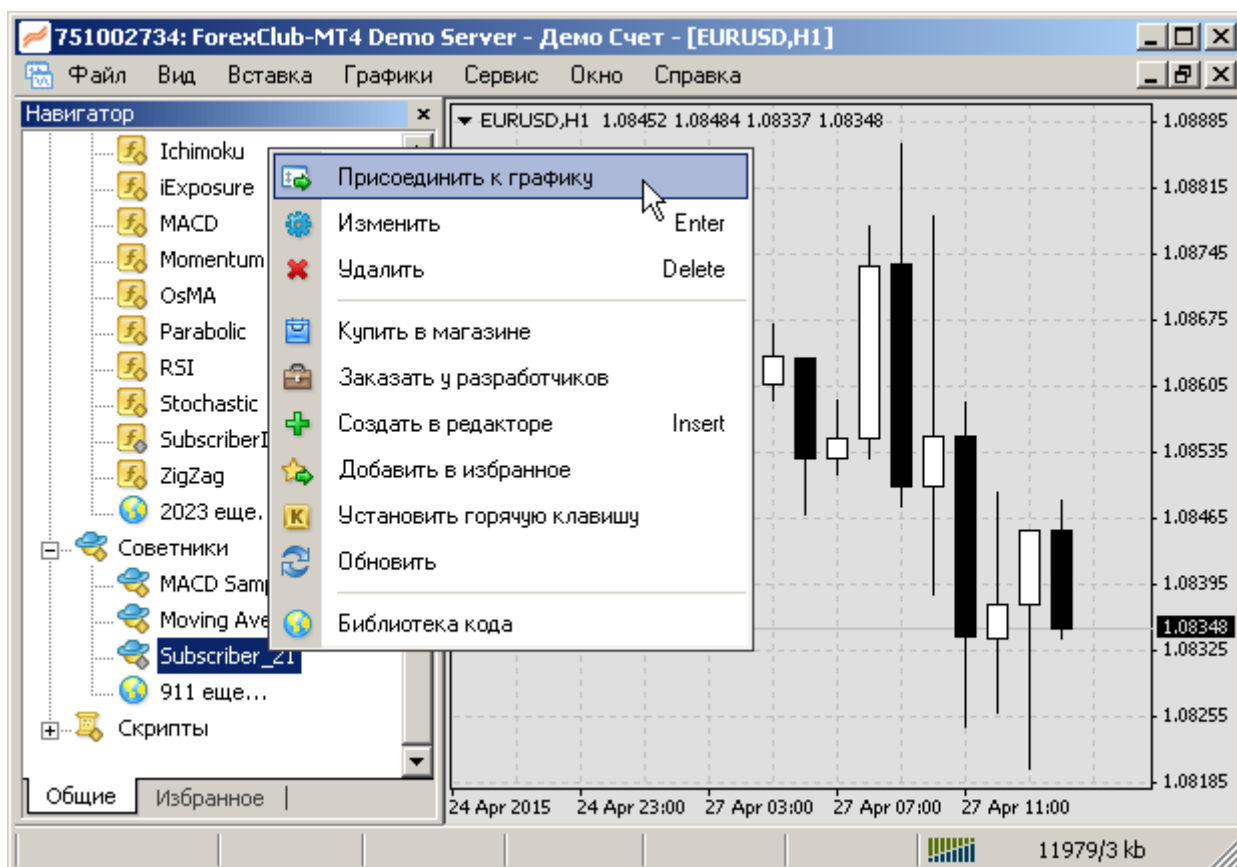 751002734: ForexClub-MT4 Demo Server - Демо Счет - [EURUSD,H1]
Файл Вид Вставка Графики Сервис Окно Справка
Навигатор
Ichimoku
iExposure
MACD
Momentum
OsMA
Parabolic
RSI
Stochastic
SubscriberI
ZigZag
2023 еще.
Советники
MACD Sam
Moving Ave
Subscriber_21
911 еще...
Скрипты
Общие Избранное
Присоединить к графику
Изменить Enter
Удалить Delete
Купить в магазине
Заказать у разработчиков
Создать в редакторе Insert
Добавить в избранное
K Установить горячую клавишу
Обновить
Библиотека кода
EURUSD,H1 1.08452 1.08484 1.08337 1.08348
1.08885
1.08815
1.08745
1.08675
1.08605
1.08535
1.08465
1.08395
1.08348
1.08325
1.08255
1.08185
24 Apr 2015 24 Apr 23:00 27 Apr 03:00 27 Apr 07:00 27 Apr 11:00
11979/3 kb